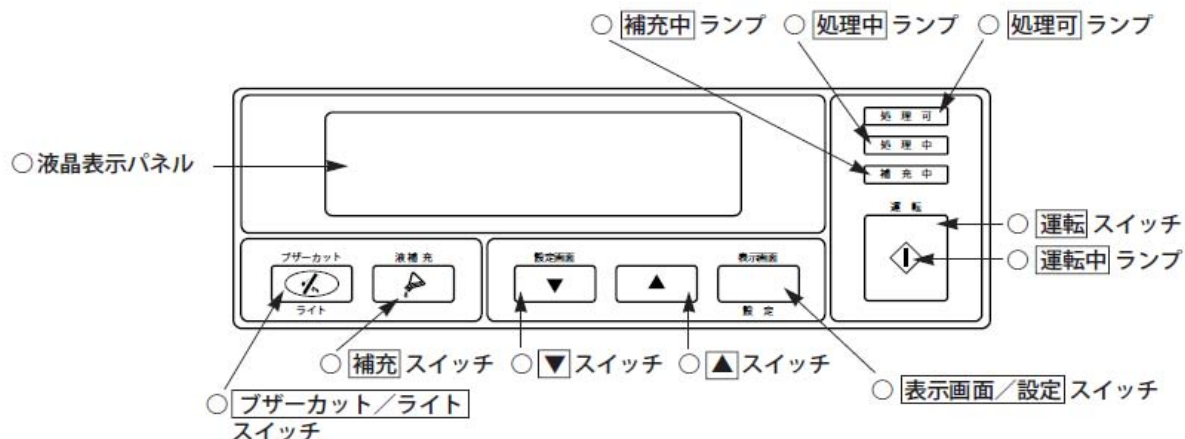 ○ 補充中 ランプ ○ 処理中 ランプ ○ 処理可 ランプ
処理可
処理中
補充中
○ 液晶表示パネル
運転
○ 運転 スイッチ
○ 運転中 ランプ
ブザーカット 液補充 設定画面 表示画面
▼ ▲
ライト 設定
○ 補充 スイッチ ○ ▼ スイッチ ○ ▲ スイッチ
○ 表示画面/設定 スイッチ
○ ブザーカット/ライト
スイッチ